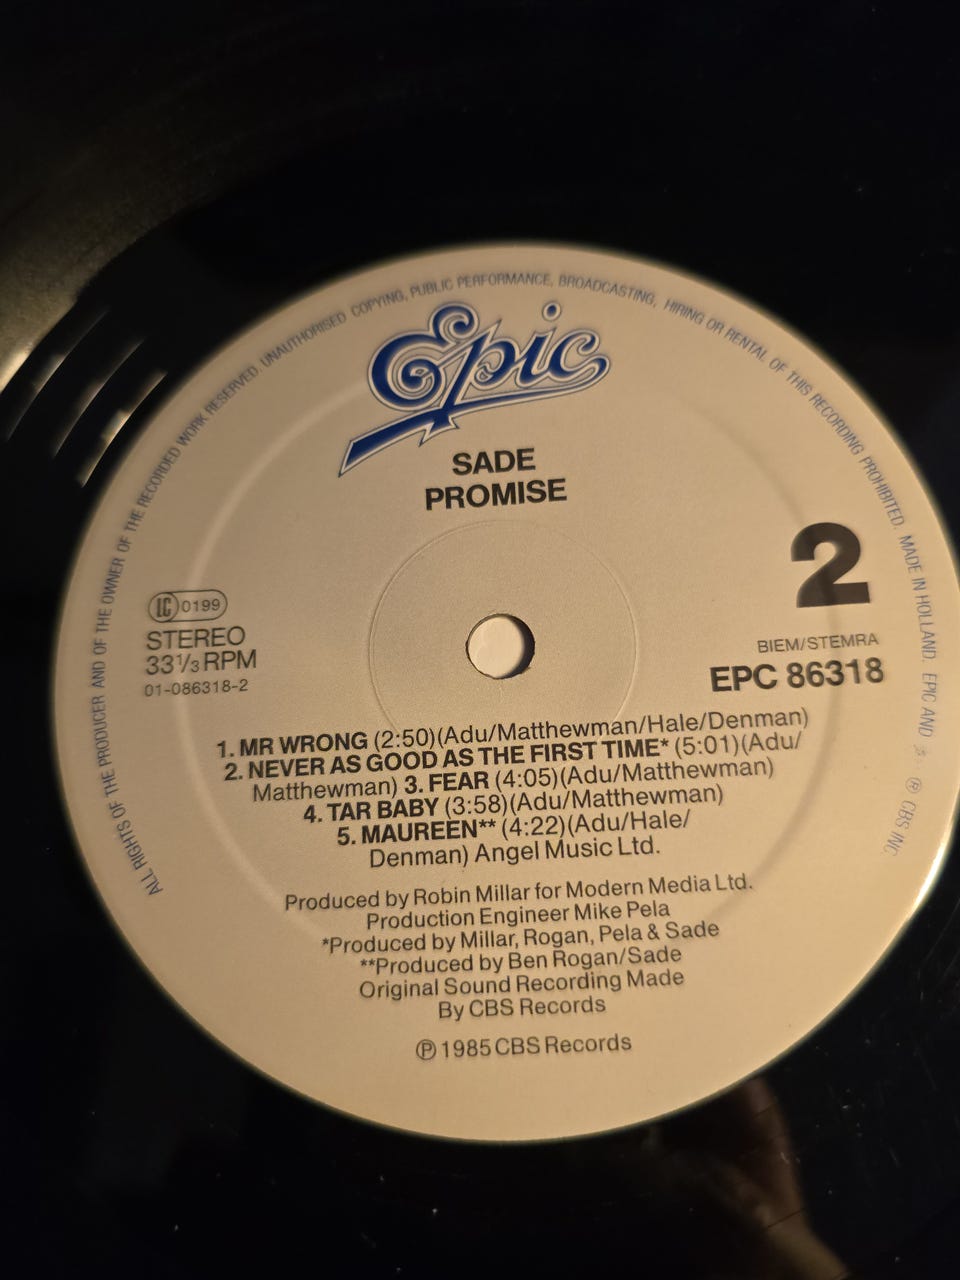 ALL RIGHTS OF THE PRODUCER AND OF THE OWNER OF THE RECORDED WORK RESERVED. UNAUTHORISED COPYING, PUBLIC PERFORMANCE, BROADCASTING, HIRING OR RENTAL OF THIS RECORDING PROHIBITED. MADE IN HOLLAND. EPIC AND ℗ CBS INC
Epic
SADE
PROMISE
2
LC 0199
STEREO
33⅓ RPM
01-086318-2
BIEM/STEMRA
EPC 86318
1. MR WRONG (2:50)(Adu/Matthewman/Hale/Denman)
2. NEVER AS GOOD AS THE FIRST TIME* (5:01)(Adu/
Matthewman) 3. FEAR (4:05)(Adu/Matthewman)
4. TAR BABY (3:58)(Adu/Matthewman)
5. MAUREEN** (4:22)(Adu/Hale/
Denman) Angel Music Ltd.
Produced by Robin Millar for Modern Media Ltd.
Production Engineer Mike Pela
*Produced by Millar, Rogan, Pela & Sade
**Produced by Ben Rogan/Sade
Original Sound Recording Made
By CBS Records
℗ 1985 CBS Records